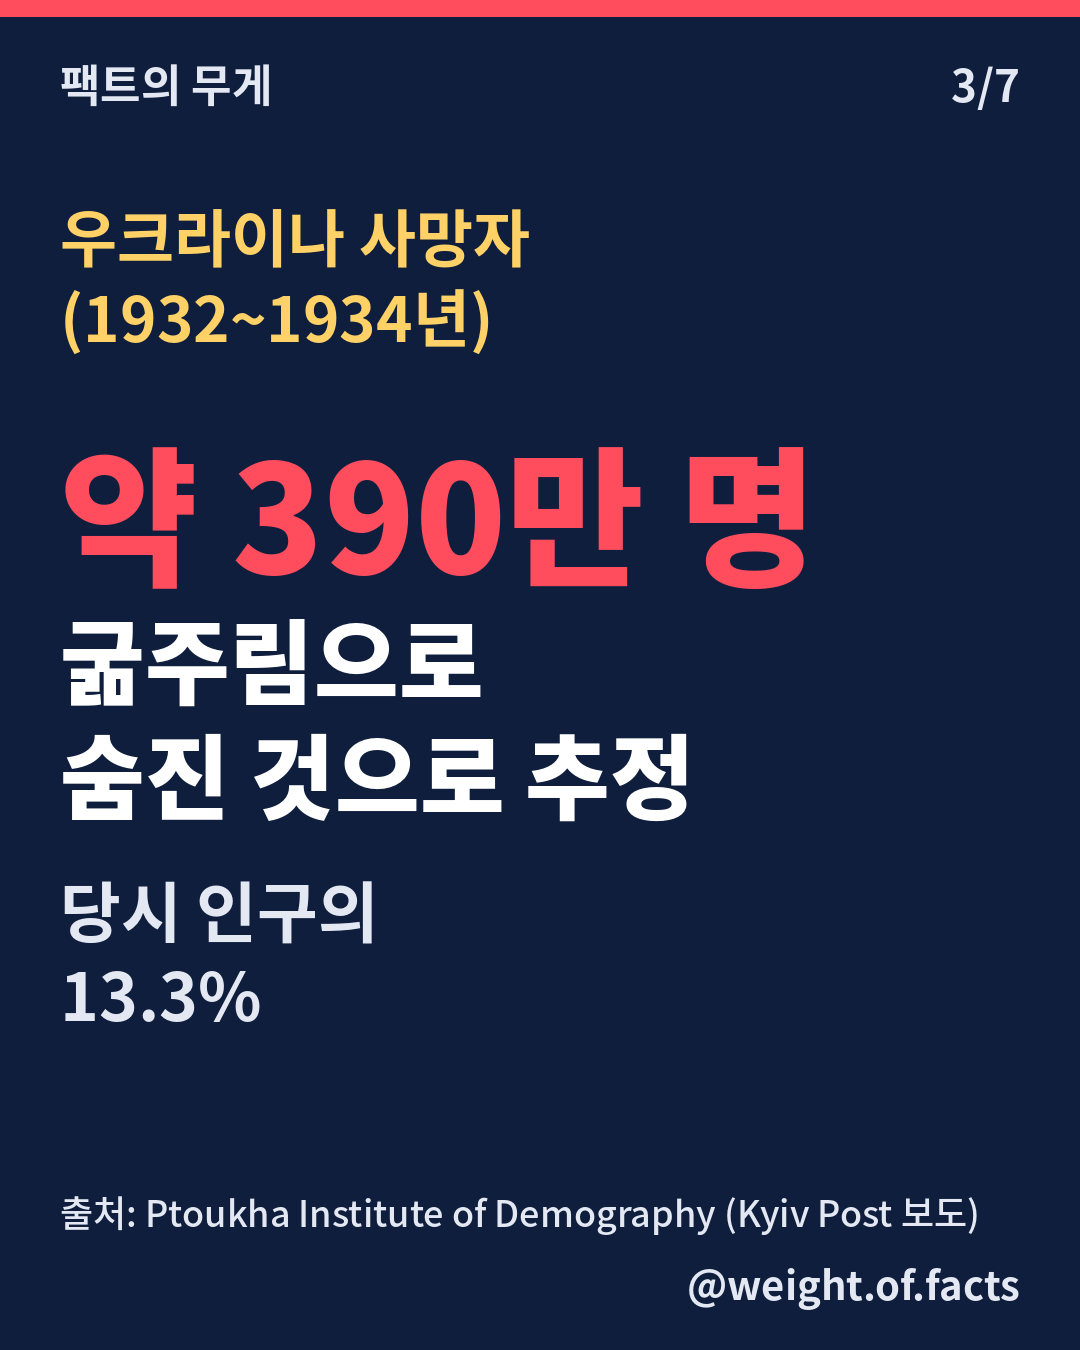 팩트의 무게
3/7
우크라이나 사망자
(1932~1934년)
약 390만 명
굶주림으로
숨진 것으로 추정
당시 인구의
13.3%
출처: Ptoukha Institute of Demography (Kyiv Post 보도)
@weight.of.facts